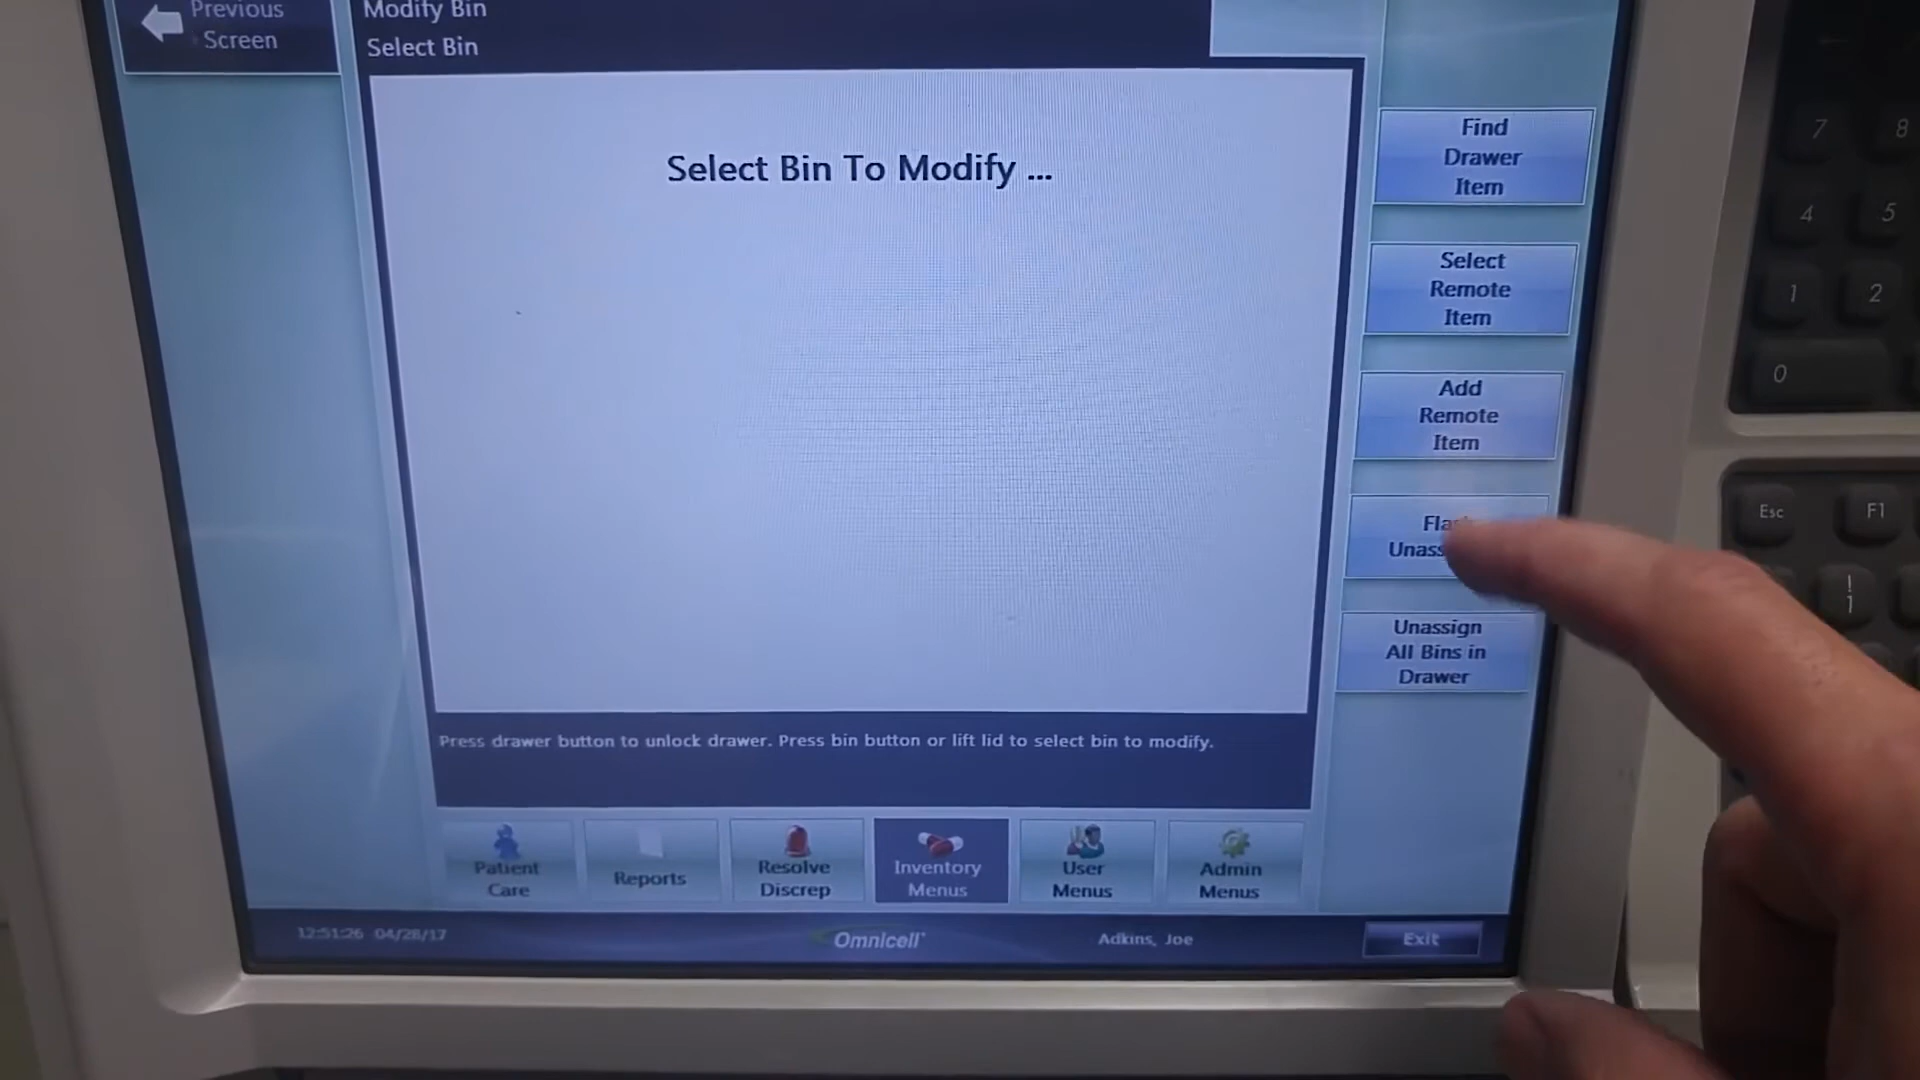 Previous
Screen
Modify Bin
Select Bin
Select Bin To Modify ...
Find
Drawer
Item
Select
Remote
Item
Add
Remote
Item
Unassign
All Bins in
Drawer
Press drawer button to unlock drawer. Press bin button or lift lid to select bin to modify.
Patient
Care
Reports
Resolve
Discrep
Inventory
Menus
User
Menus
Admin
Menus
12:51:26 04/28/17
Omnicell
Adkins, Joe
Exit
7 8
4 5
1 2
0
Esc F1
!
1